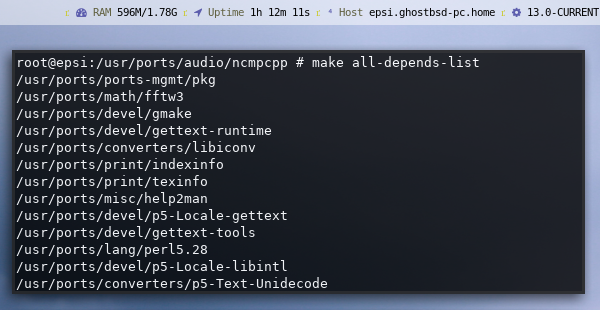 RAM 596M/1.78G Uptime 1h 12m 11s Host epsi.ghostbsd-pc.home 13.0-CURRENT
root@epsi:/usr/ports/audio/ncmpcpp # make all-depends-list
/usr/ports/ports-mgmt/pkg
/usr/ports/math/fftw3
/usr/ports/devel/gmake
/usr/ports/devel/gettext-runtime
/usr/ports/converters/libiconv
/usr/ports/print/indexinfo
/usr/ports/print/texinfo
/usr/ports/misc/help2man
/usr/ports/devel/p5-Locale-gettext
/usr/ports/devel/gettext-tools
/usr/ports/lang/perl5.28
/usr/ports/devel/p5-Locale-libintl
/usr/ports/converters/p5-Text-Unidecode